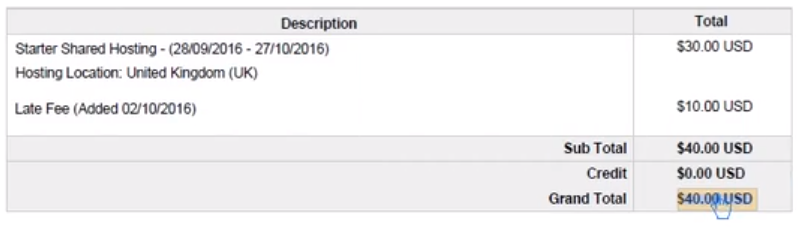 Description Total
Starter Shared Hosting - (28/09/2016 - 27/10/2016) $30.00 USD
Hosting Location: United Kingdom (UK)
Late Fee (Added 02/10/2016) $10.00 USD
Sub Total $40.00 USD
Credit $0.00 USD
Grand Total $40.00 USD